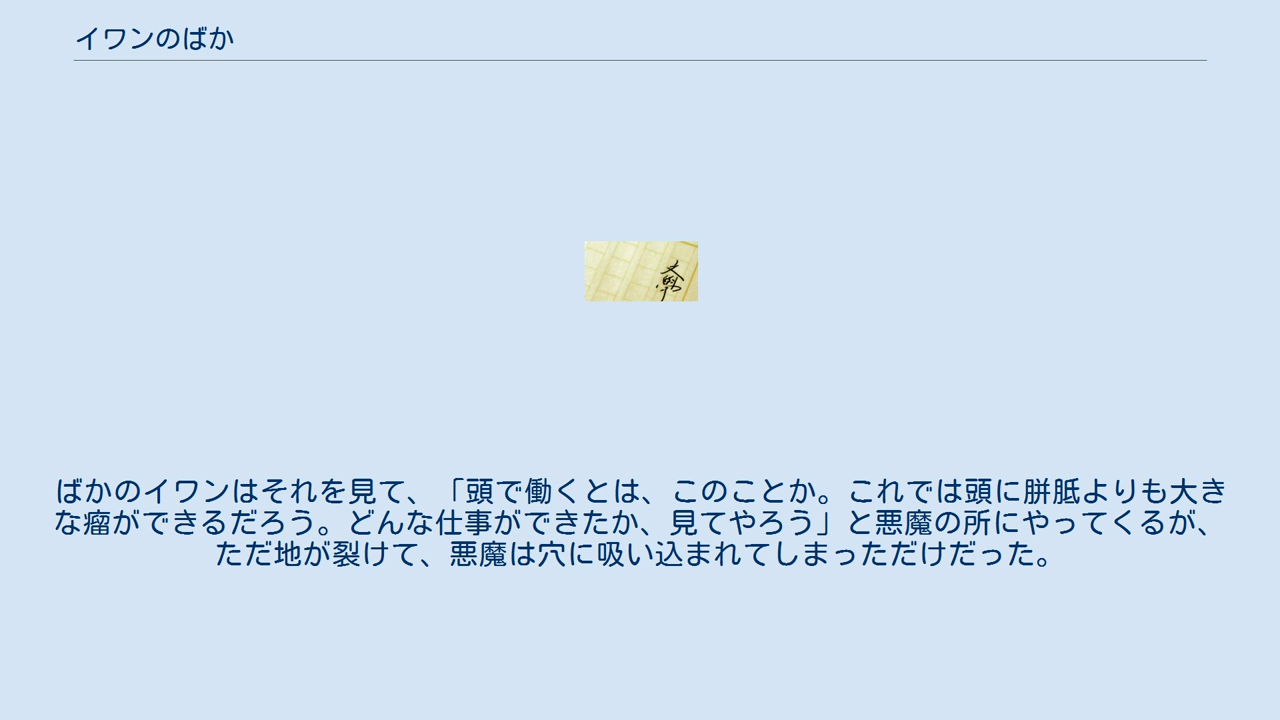 イワンのばか
ばかのイワンはそれを見て、「頭で働くとは、このことか。これでは頭に胼胝よりも大き
な瘤ができるだろう。どんな仕事ができたか、見てやろう」と悪魔の所にやってくるが、
ただ地が裂けて、悪魔は穴に吸い込まれてしまっただけだった。